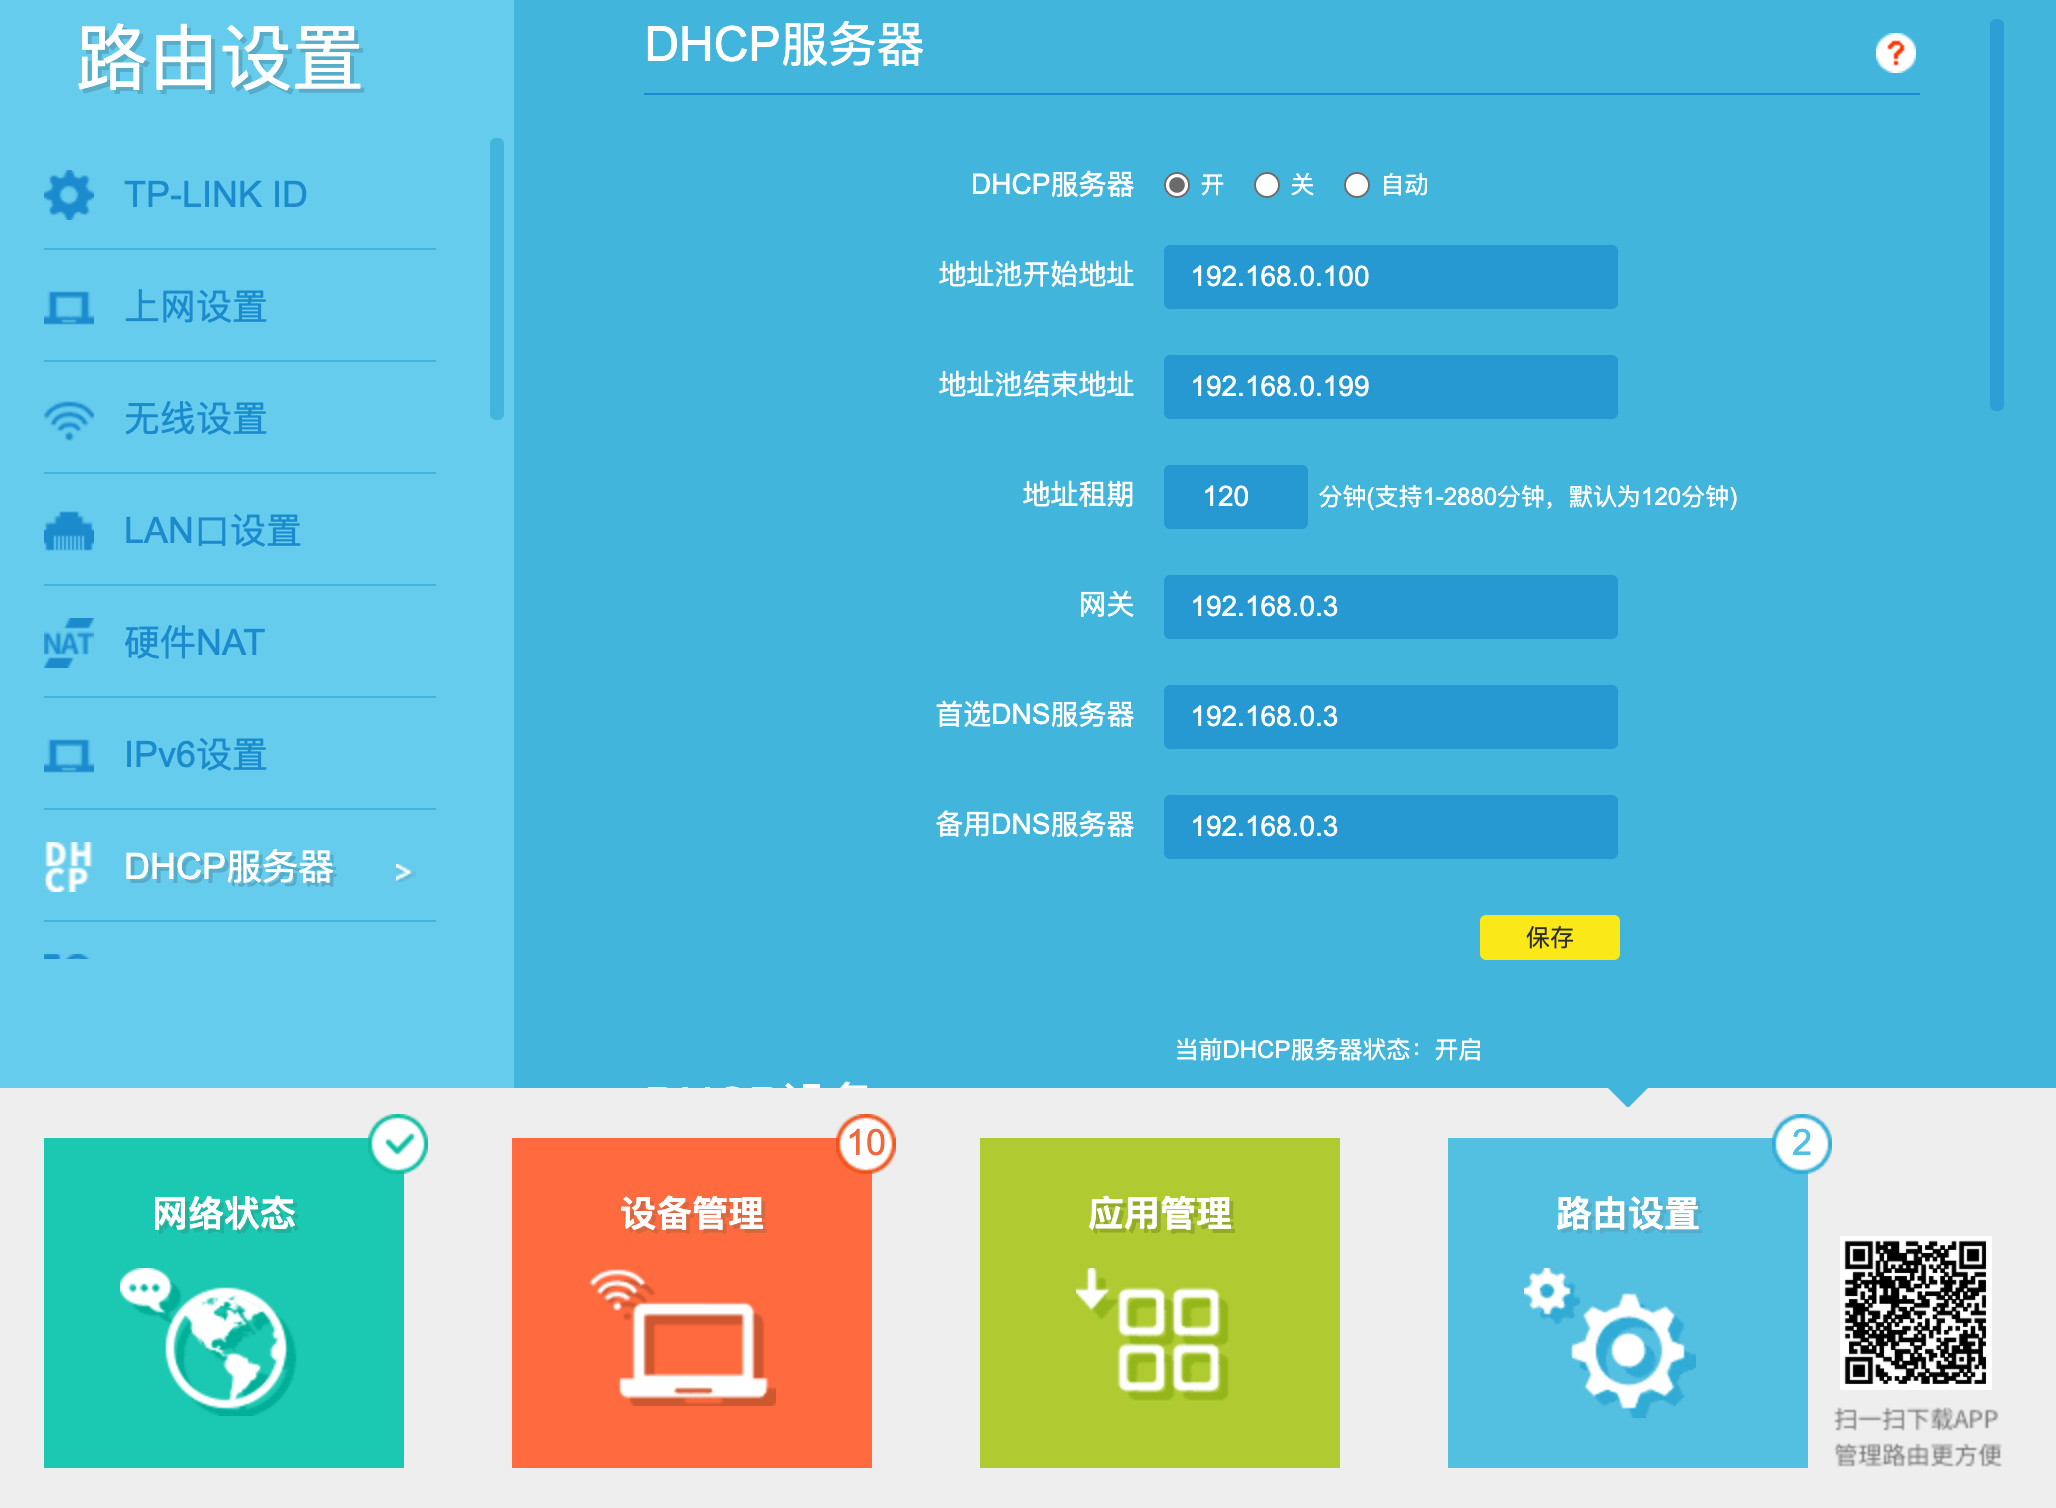 路由设置
TP-LINK ID
上网设置
无线设置
LAN口设置
NAT 硬件NAT
IPv6设置
DHCP DHCP服务器 >
DHCP服务器
?
DHCP服务器 开 关 自动
地址池开始地址 192.168.0.100
地址池结束地址 192.168.0.199
地址租期 120 分钟(支持1-2880分钟，默认为120分钟)
网关 192.168.0.3
首选DNS服务器 192.168.0.3
备用DNS服务器 192.168.0.3
保存
当前DHCP服务器状态：开启
网络状态
10
设备管理
应用管理
2
路由设置
扫一扫下载APP
管理路由更方便